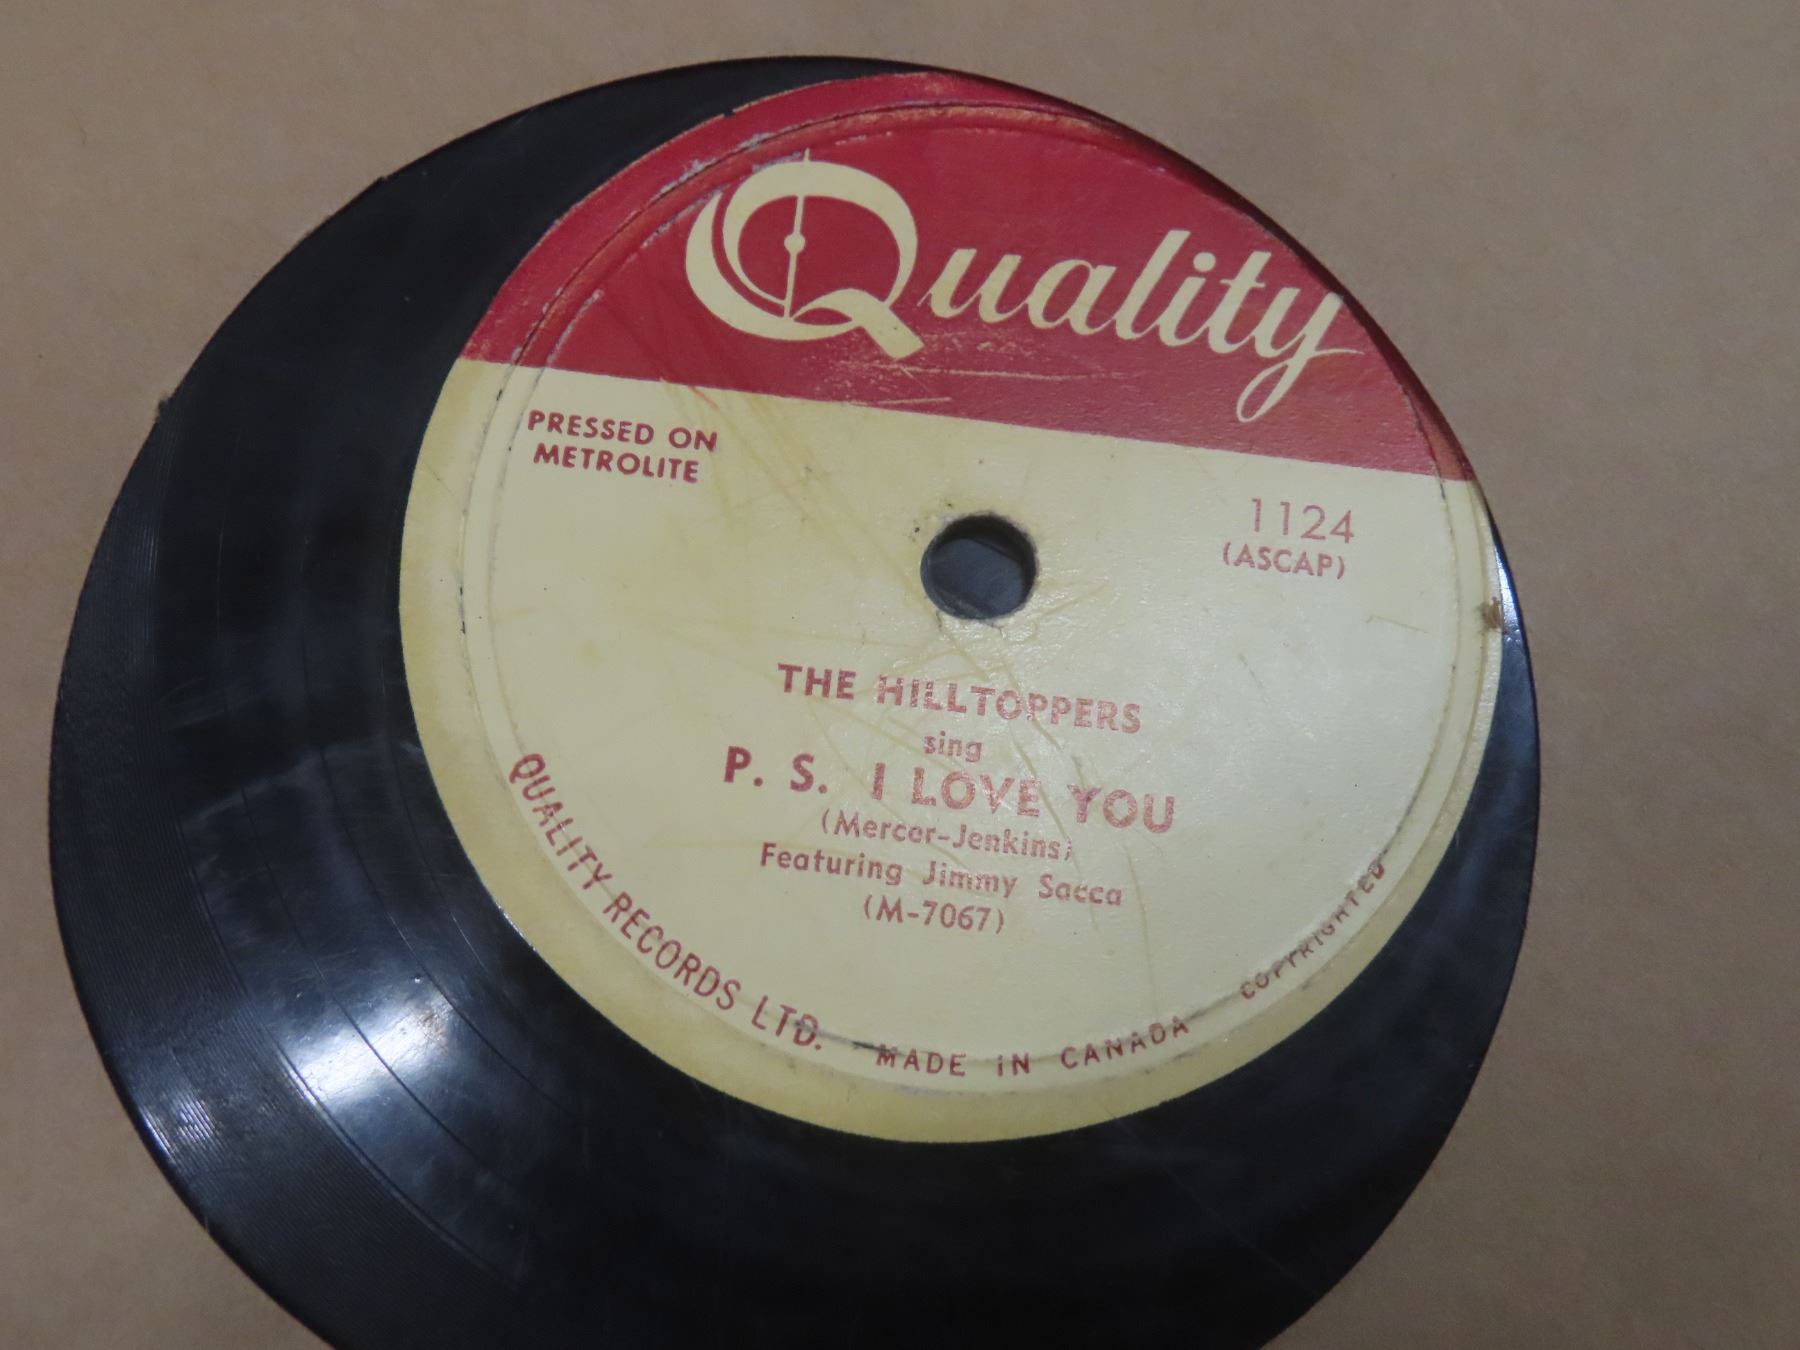 Quality
PRESSED ON
METROLITE
1124
(ASCAP)
THE HILLTOPPERS
sing
P. S. I LOVE YOU
(Mercer-Jenkins)
Featuring Jimmy Sacca
(M-7067)
QUALITY RECORDS LTD. MADE IN CANADA COPYRIGHTED